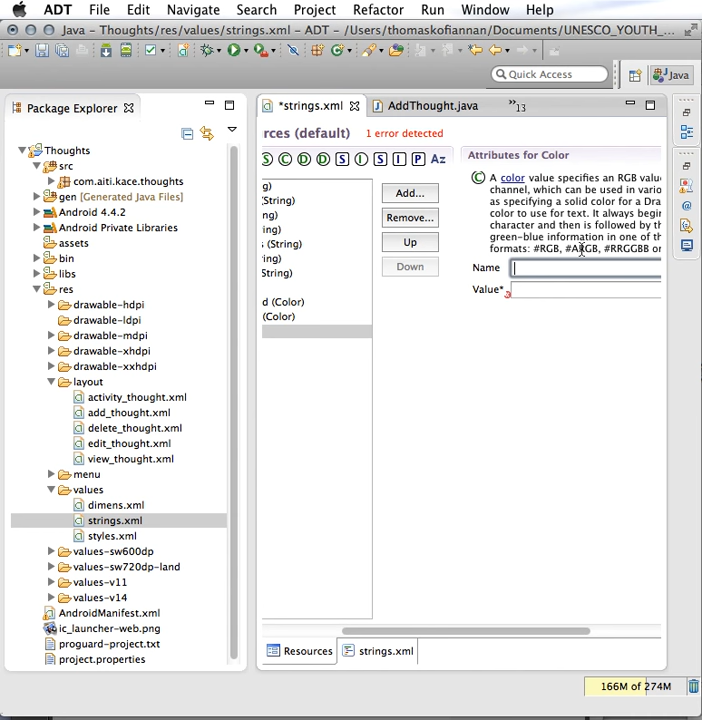 ADT File Edit Search Project Refactor Run Window Help
Java – Thoughts/res/values/strings.xml – ADT – /Users/thomaskofiannan/Documents/UNESCO_YOUTH_...
Quick Access
Java
Package Explorer
*strings.xml
AddThought.java
»13
Thoughts
src
com.aiti.kace.thoughts
gen [Generated Java Files]
Android 4.4.2
Android Private Libraries
assets
bin
libs
res
drawable-hdpi
drawable-ldpi
drawable-mdpi
drawable-xhdpi
drawable-xxhdpi
layout
activity_thought.xml
add_thought.xml
delete_thought.xml
edit_thought.xml
view_thought.xml
menu
values
dimens.xml
strings.xml
styles.xml
values-sw600dp
values-sw720dp-land
values-v11
values-v14
AndroidManifest.xml
ic_launcher-web.png
proguard-project.txt
project.properties
rces (default)
1 error detected
S C D D S I S I P Az
g)
(String)
ng)
g)
s (String)
ng)
String)
d (Color)
(Color)
Add...
Remove...
Up
Down
Attributes for Color
C A color value specifies an RGB value
channel, which can be used in vario
as specifying a solid color for a Dra
color to use for text. It always begin
character and then is followed by th
green-blue information in one of th
formats: #RGB, #ARGB, #RRGGBB or
Name
Value*
Resources
strings.xml
166M of 274M